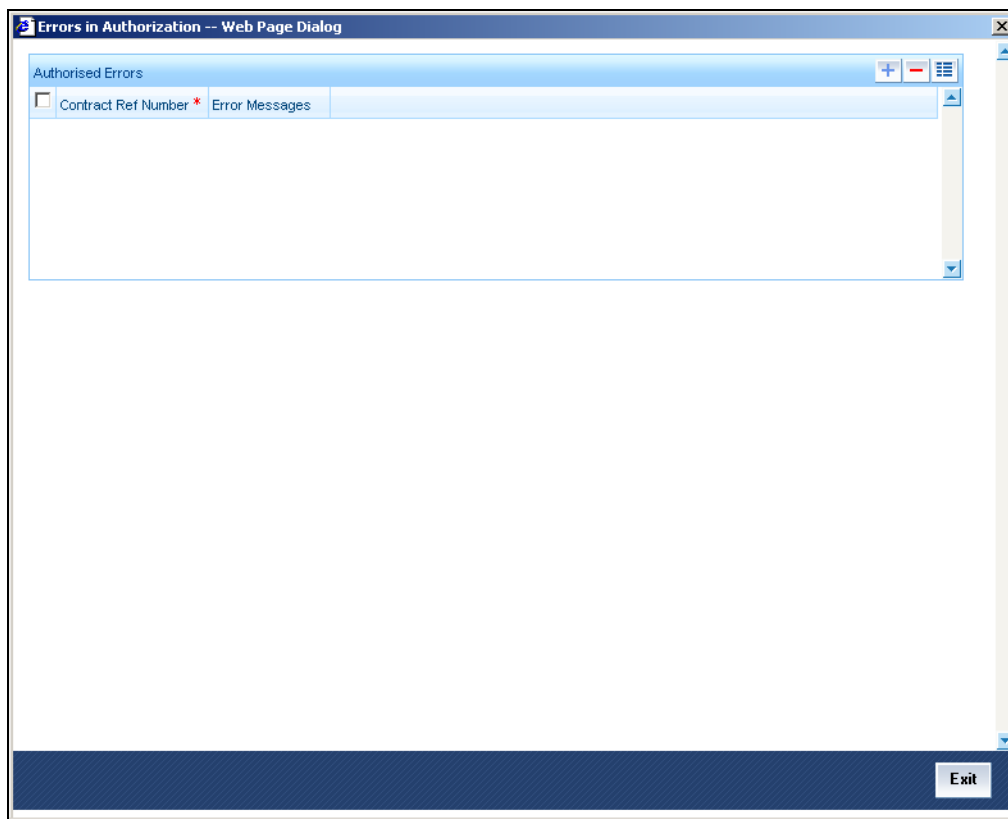 Errors in Authorization -- Web Page Dialog
Authorised Errors
Contract Ref Number * Error Messages
Exit